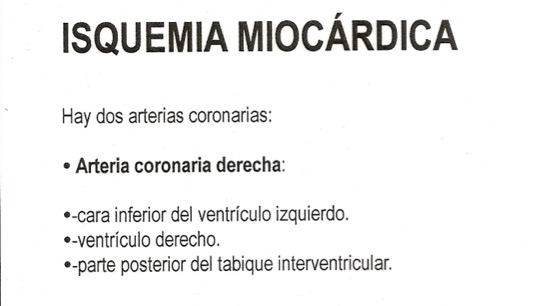 ISQUEMIA MIOCÁRDICA
Hay dos arterias coronarias:
• Arteria coronaria derecha:
•-cara inferior del ventrículo izquierdo.
•-ventrículo derecho.
•-parte posterior del tabique interventricular.